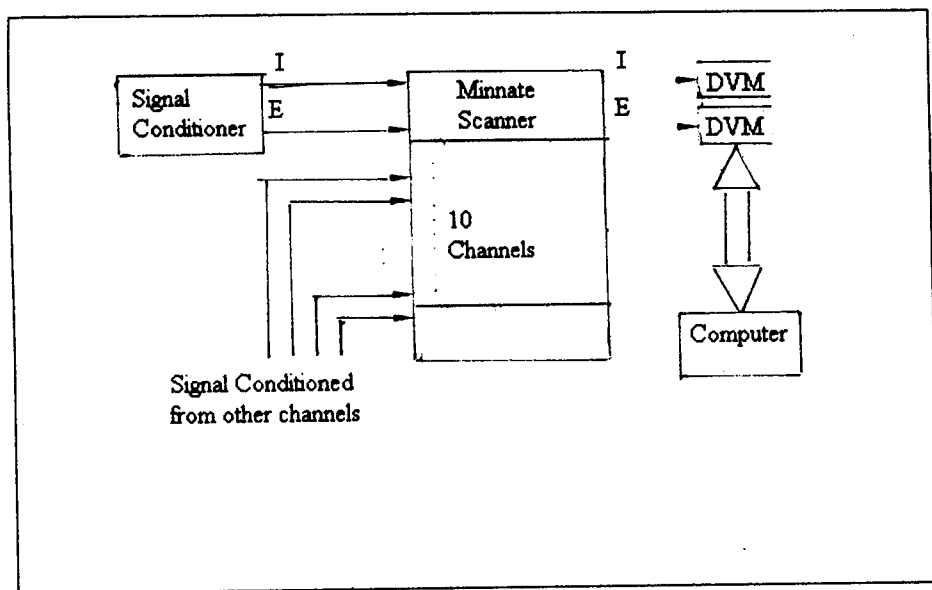 I
I
Signal
Conditioner
E
Minnate
Scanner
E
DVM
DVM
10
Channels
Computer
Signal Conditioned
from other channels